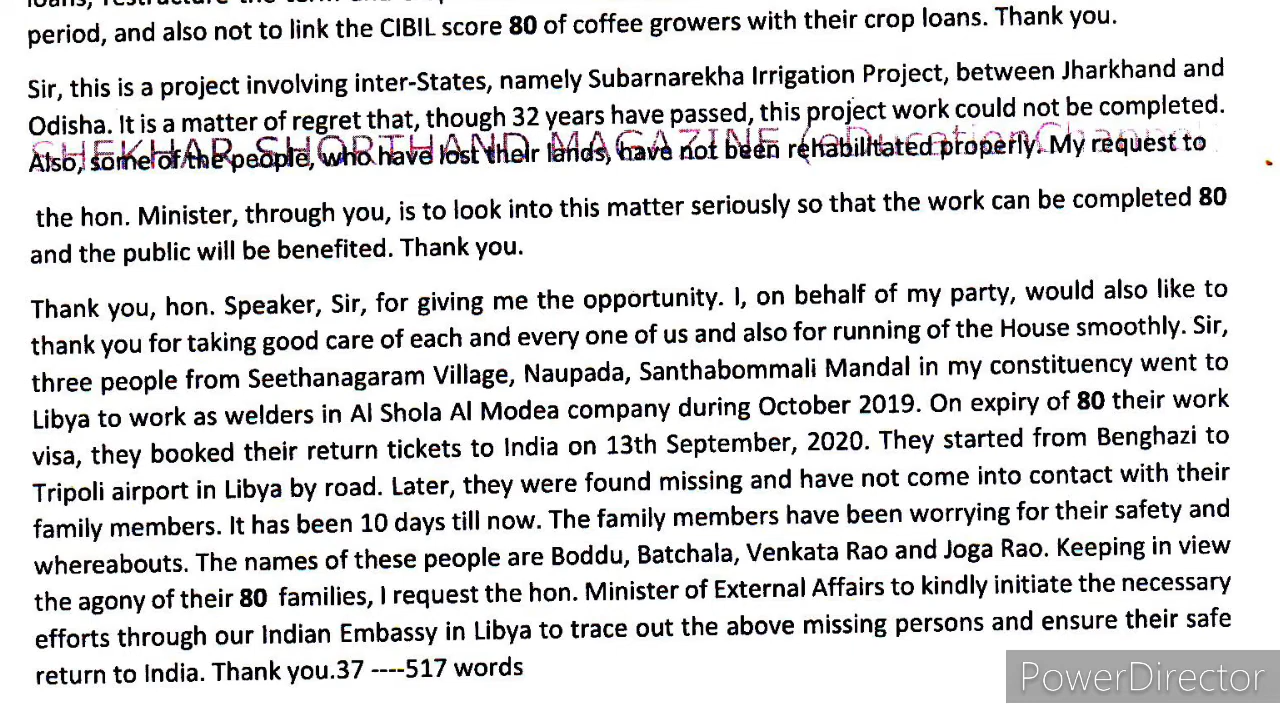 period, and also not to link the CIBIL score 80 of coffee growers with their crop loans. Thank you.
Sir, this is a project involving inter-States, namely Subarnarekha Irrigation Project, between Jharkhand and
Odisha. It is a matter of regret that, though 32 years have passed, this project work could not be completed.
SHEKHAR SHORTHAND MAGAZINE (eDucation Channel)
Also, some of the people, who have lost their lands, have not been rehabilitated properly. My request to
the hon. Minister, through you, is to look into this matter seriously so that the work can be completed 80
and the public will be benefited. Thank you.
Thank you, hon. Speaker, Sir, for giving me the opportunity. I, on behalf of my party, would also like to
thank you for taking good care of each and every one of us and also for running of the House smoothly. Sir,
three people from Seethanagaram Village, Naupada, Santhabommali Mandal in my constituency went to
Libya to work as welders in Al Shola Al Modea company during October 2019. On expiry of 80 their work
visa, they booked their return tickets to India on 13th September, 2020. They started from Benghazi to
Tripoli airport in Libya by road. Later, they were found missing and have not come into contact with their
family members. It has been 10 days till now. The family members have been worrying for their safety and
whereabouts. The names of these people are Boddu, Batchala, Venkata Rao and Joga Rao. Keeping in view
the agony of their 80 families, I request the hon. Minister of External Affairs to kindly initiate the necessary
efforts through our Indian Embassy in Libya to trace out the above missing persons and ensure their safe
return to India. Thank you.37 ----517 words
PowerDirector